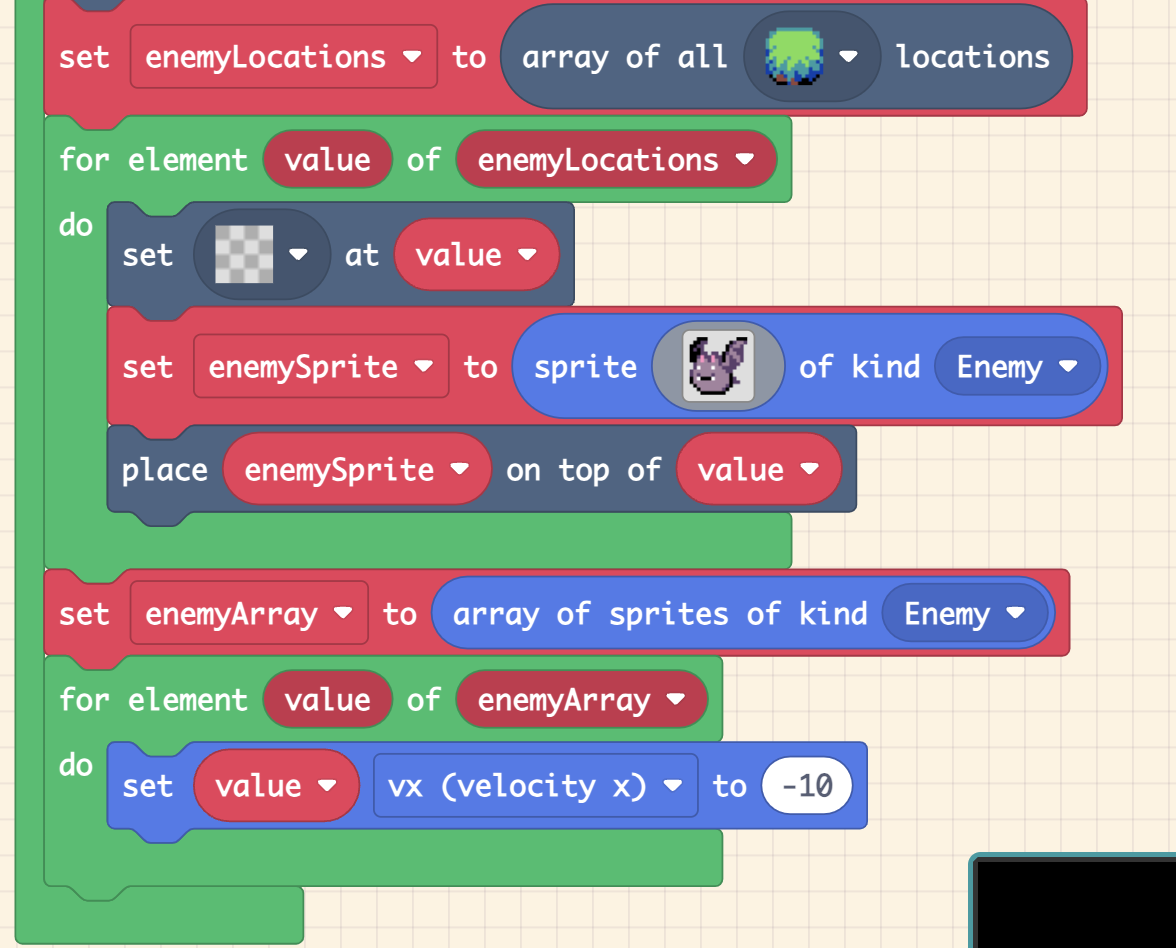 set enemyLocations to array of all locations
for element value of enemyLocations
do
set at value
set enemySprite to sprite of kind Enemy
place enemySprite on top of value
set enemyArray to array of sprites of kind Enemy
for element value of enemyArray
do
set value vx (velocity x) to -10